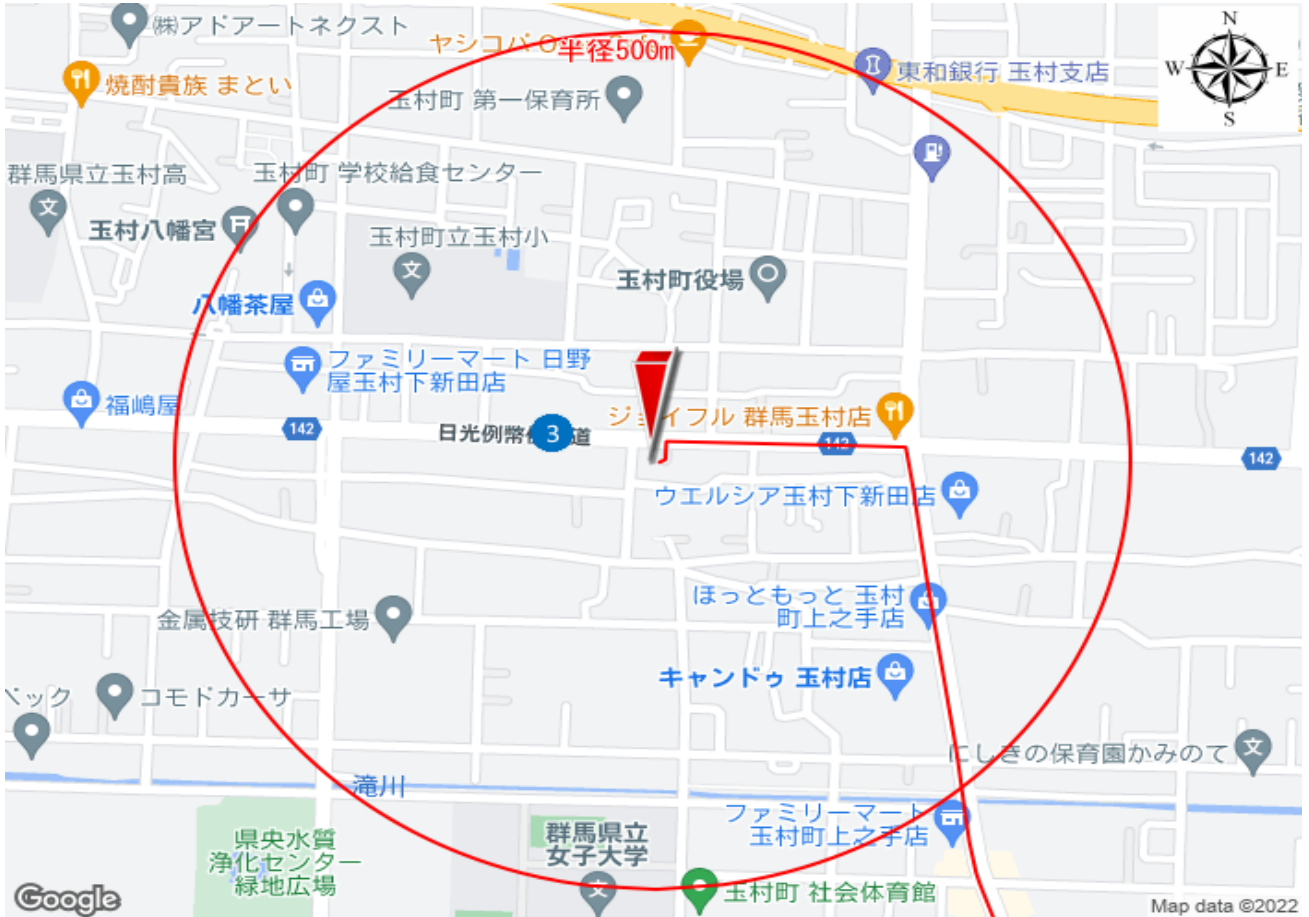 (株)アドアートネクスト
ヤシコバ
半径500m
焼酎貴族 まとい
玉村町 第一保育所
東和銀行 玉村支店
N
W
E
S
群馬県立玉村高
玉村町 学校給食センター
玉村八幡宮
玉村町立玉村小
玉村町役場
八幡茶屋
ファミリーマート 日野
屋玉村下新田店
福嶋屋
142
日光例幣
3
道
ジョイフル 群馬玉村店
142
142
ウエルシア玉村下新田店
ほっともっと 玉村
町上之手店
金属技研 群馬工場
キャンドゥ 玉村店
ペック
コモドカーサ
にしきの保育園かみのて
滝川
ファミリーマート
玉村町上之手店
県央水質
浄化センター
緑地広場
群馬県立
女子大学
玉村町 社会体育館
Google
Map data ©2022